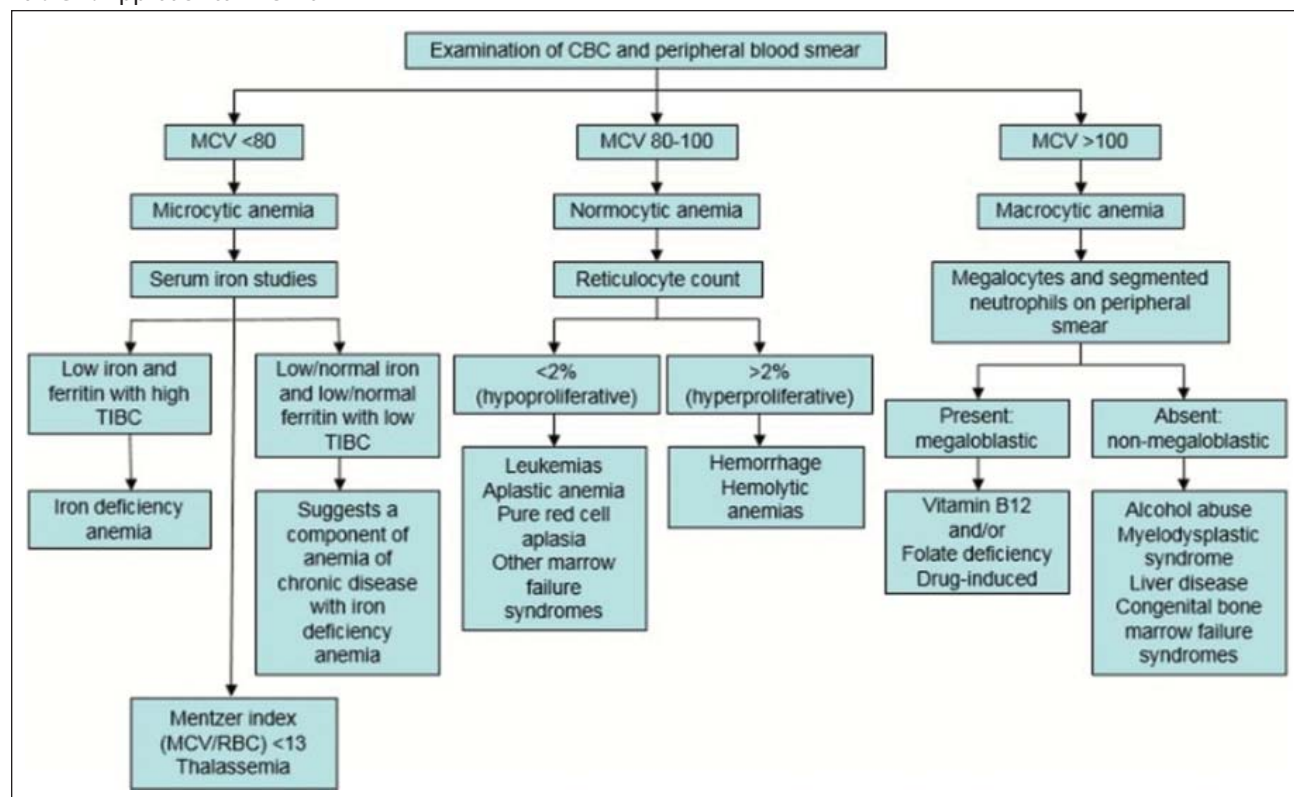 Examination of CBC and peripheral blood smear
MCV <80
MCV 80-100
MCV >100
Microcytic anemia
Normocytic anemia
Macrocytic anemia
Serum iron studies
Reticulocyte count
Megalocytes and segmented
neutrophils on peripheral
smear
Low iron and
ferritin with high
TIBC
Low/normal iron
and low/normal
ferritin with low
TIBC
<2%
(hypoproliferative)
>2%
(hyperproliferative)
Present:
megaloblastic
Absent:
non-megaloblastic
Iron deficiency
anemia
Suggests a
component of
anemia of
chronic disease
with iron
deficiency
anemia
Leukemias
Aplastic anemia
Pure red cell
aplasia
Other marrow
failure
syndromes
Hemorrhage
Hemolytic
anemias
Vitamin B12
and/or
Folate deficiency
Drug-induced
Alcohol abuse
Myelodysplastic
syndrome
Liver disease
Congenital bone
marrow failure
syndromes
Mentzer index
(MCV/RBC) <13
Thalassemia